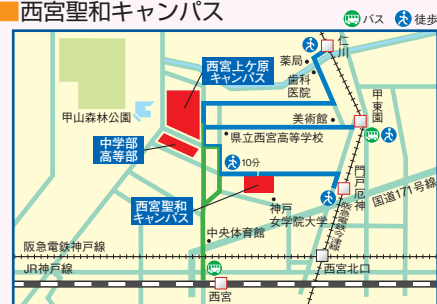 西宮聖和キャンパス
バス 徒歩
仁川
薬局
歯科
医院
西宮上ケ原
キャンパス
甲東園
甲山森林公園
美術館
県立西宮高等学校
中学部
高等部
10分
門戸厄神
国道171号線
西宮聖和
キャンパス
神戸
女学院大学
阪急電鉄今津線
中央体育館
阪急電鉄神戸線
西宮北口
JR神戸線
西宮